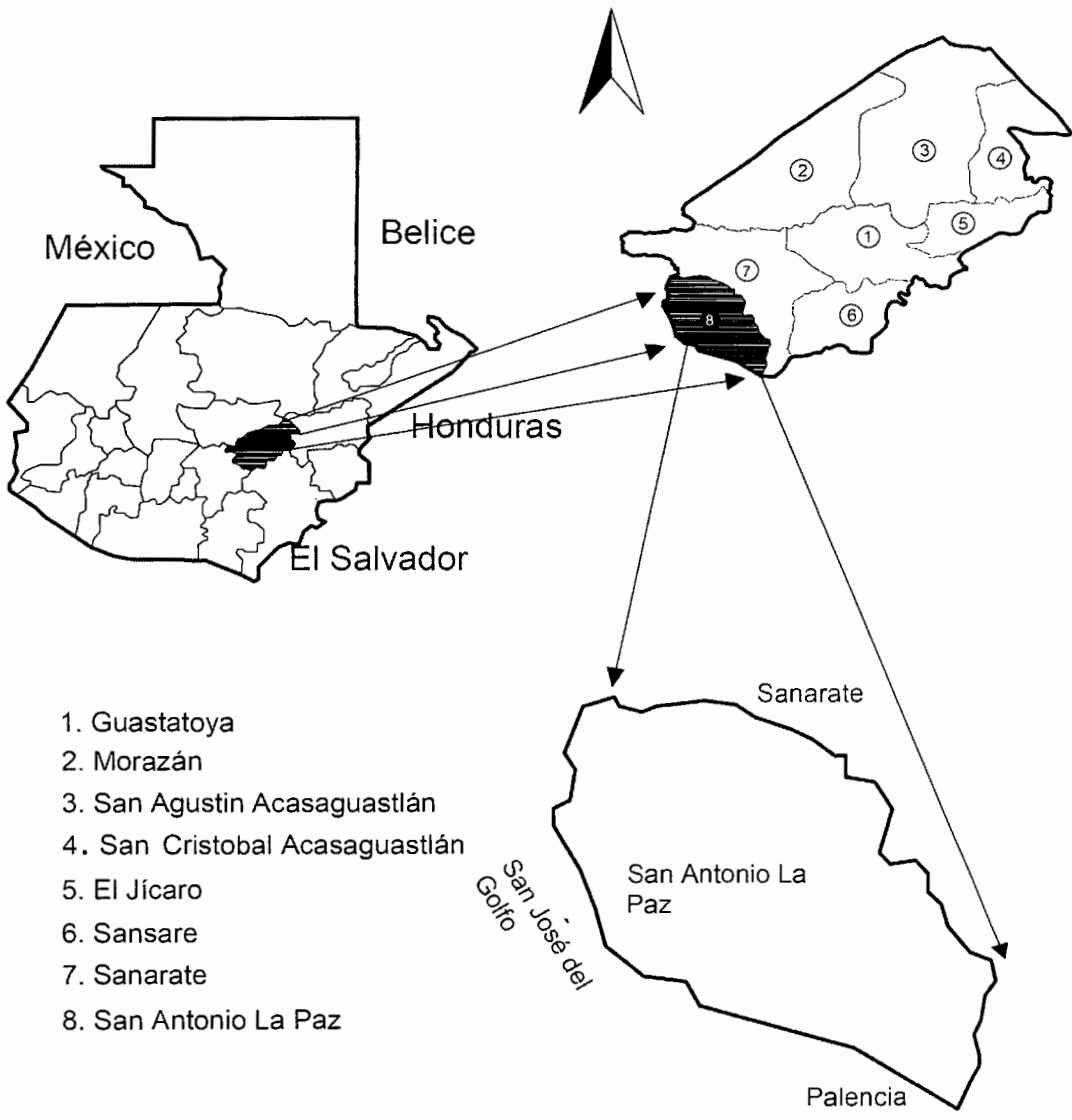 México
Belice
Honduras
El Salvador
2
3
4
1
5
7
6
8
1. Guastatoya
2. Morazán
3. San Agustin Acasaguastlán
4. San Cristobal Acasaguastlán
5. El Jícaro
6. Sansare
7. Sanarate
8. San Antonio La Paz
Sanarate
San Antonio La
Paz
San José del
Golfo
Palencia